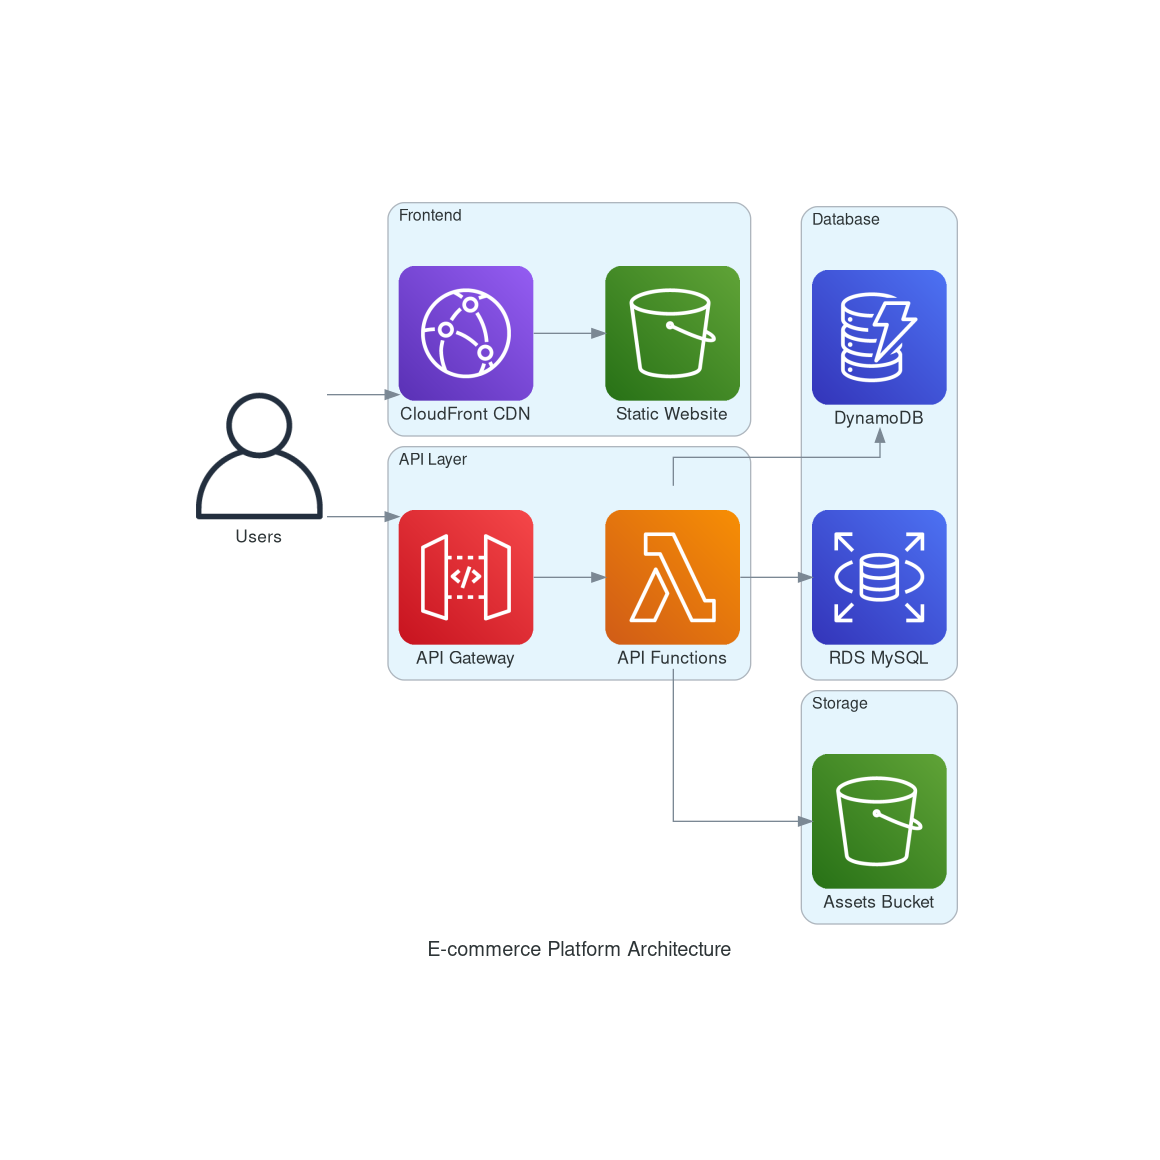 Frontend
CloudFront CDN
Static Website
Database
DynamoDB
Users
API Layer
</>
API Gateway
API Functions
RDS MySQL
Storage
Assets Bucket
E-commerce Platform Architecture